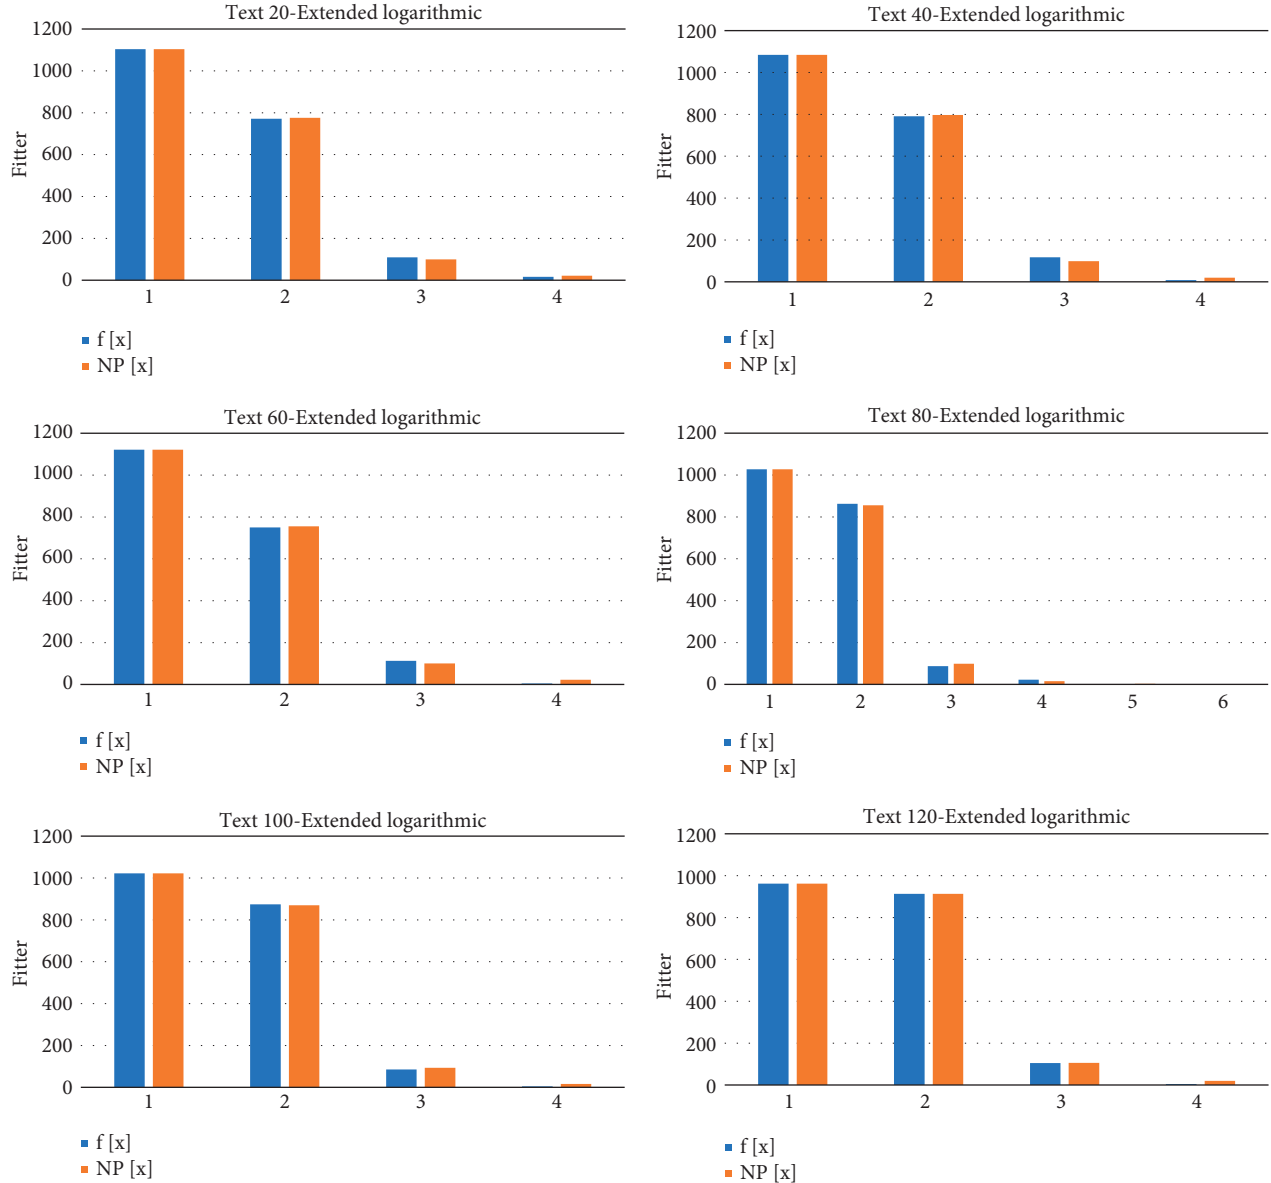 Text 20-Extended logarithmic
1200
1000
800
600
400
200
0
Fitter
1 2 3 4
f [x]
NP [x]
Text 40-Extended logarithmic
1200
1000
800
600
400
200
0
Fitter
1 2 3 4
f [x]
NP [x]
Text 60-Extended logarithmic
1200
1000
800
600
400
200
0
Fitter
1 2 3 4
f [x]
NP [x]
Text 80-Extended logarithmic
1200
1000
800
600
400
200
0
Fitter
1 2 3 4 5 6
f [x]
NP [x]
Text 100-Extended logarithmic
1200
1000
800
600
400
200
0
Fitter
1 2 3 4
f [x]
NP [x]
Text 120-Extended logarithmic
1200
1000
800
600
400
200
0
Fitter
1 2 3 4
f [x]
NP [x]